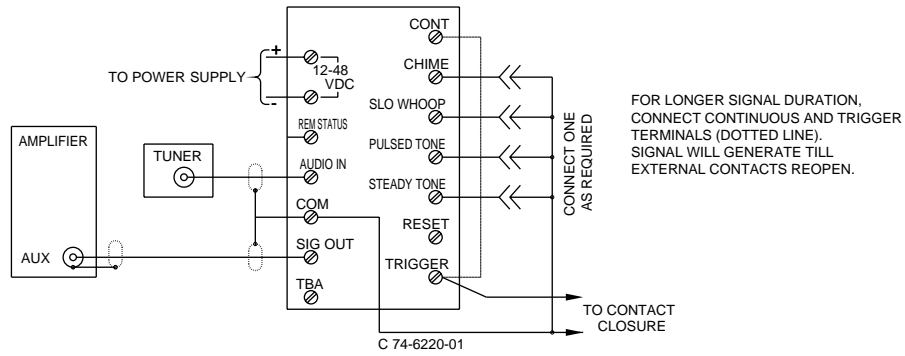 CONT
+
12-48
VDC
TO POWER SUPPLY
-
CHIME
SLO WHOOP
REM STATUS
AMPLIFIER
TUNER
AUDIO IN
PULSED TONE
STEADY TONE
COM
RESET
AUX
SIG OUT
TRIGGER
TBA
CONNECT ONE
AS REQUIRED
FOR LONGER SIGNAL DURATION,
CONNECT CONTINUOUS AND TRIGGER
TERMINALS (DOTTED LINE).
SIGNAL WILL GENERATE TILL
EXTERNAL CONTACTS REOPEN.
TO CONTACT
CLOSURE
C 74-6220-01